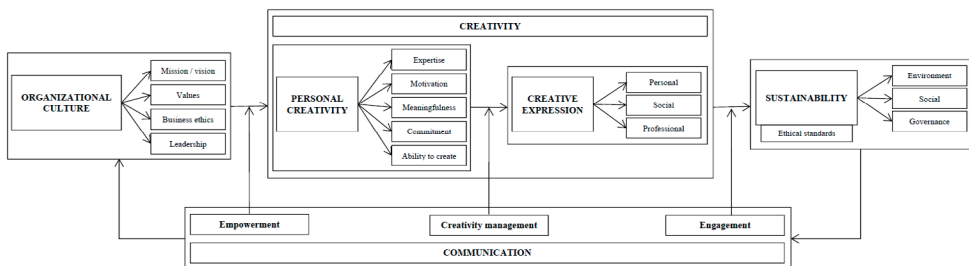 CREATIVITY
ORGANIZATIONAL
CULTURE
Mission / vision
Values
Business ethics
Leadership
PERSONAL
CREATIVITY
Expertise
Motivation
Meaningfulness
Commitment
Ability to create
CREATIVE
EXPRESSION
Personal
Social
Professional
SUSTAINABILITY
Ethical standards
Environment
Social
Governance
Empowerment
Creativity management
Engagement
COMMUNICATION